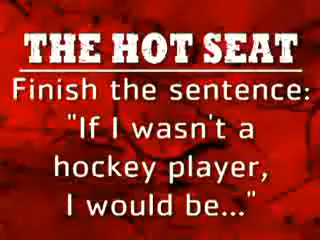 THE HOT SEAT
Finish the sentence:
"If I wasn't a
hockey player,
I would be..."